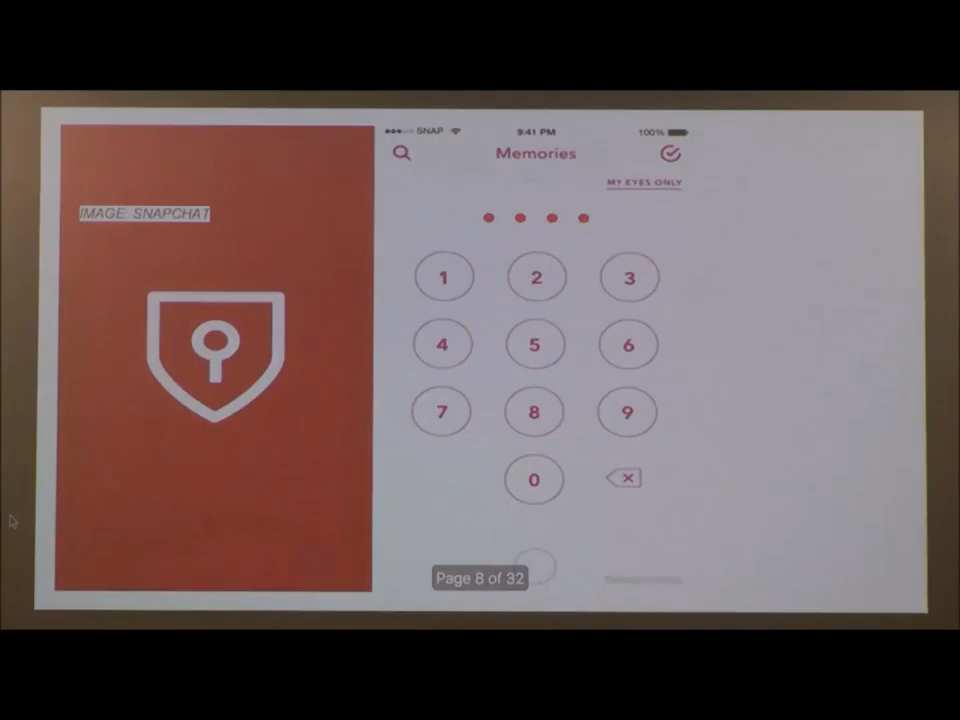 IMAGE: SNAPCHAT
SNAP 9:41 PM 100%
Memories
MY EYES ONLY
1 2 3
4 5 6
7 8 9
0
Page 8 of 32